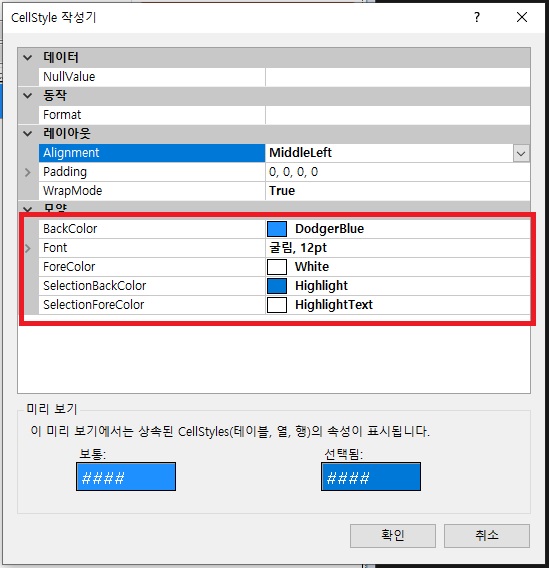 CellStyle 작성기
데이터
NullValue
동작
Format
레이아웃
Alignment MiddleLeft
Padding 0, 0, 0, 0
WrapMode True
모양
BackColor DodgerBlue
Font 굴림, 12pt
ForeColor White
SelectionBackColor Highlight
SelectionForeColor HighlightText
미리 보기
이 미리 보기에서는 상속된 CellStyles(테이블, 열, 행)의 속성이 표시됩니다.
보통: 선택됨:
#### ####
확인 취소